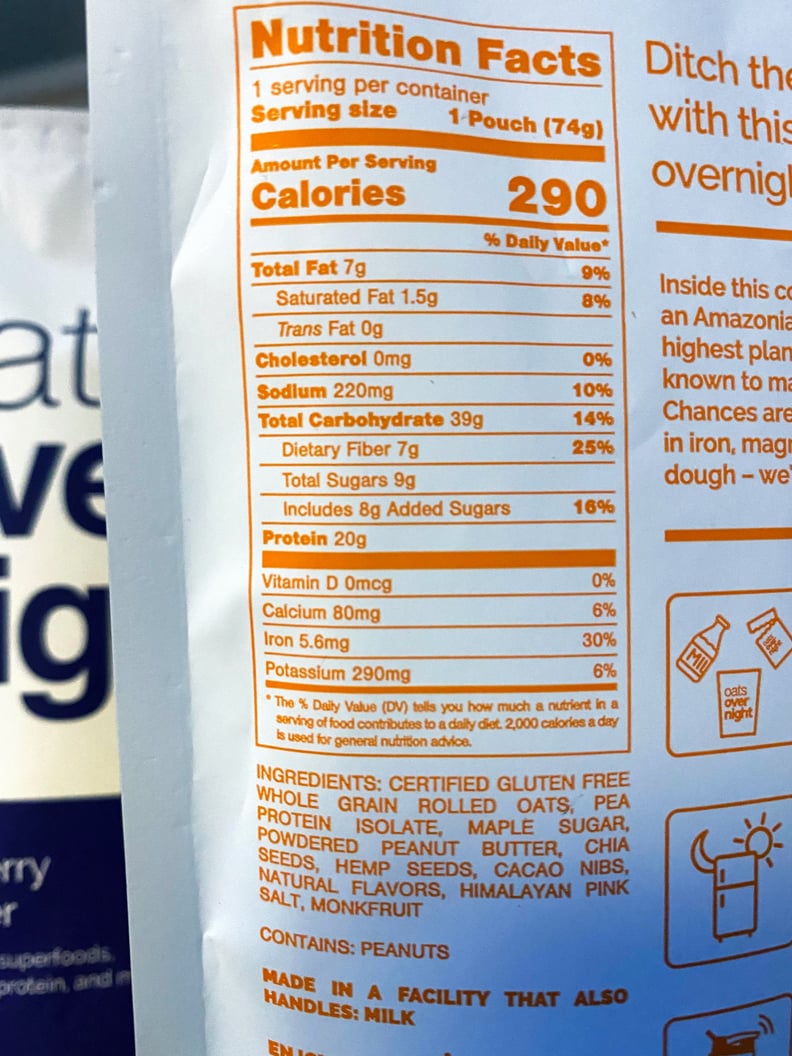 Nutrition Facts
1 serving per container
Serving size 1 Pouch (74g)
Amount Per Serving
Calories 290
% Daily Value*
Total Fat 7g 9%
Saturated Fat 1.5g 8%
Trans Fat 0g
Cholesterol 0mg 0%
Sodium 220mg 10%
Total Carbohydrate 39g 14%
Dietary Fiber 7g 25%
Total Sugars 9g
Includes 8g Added Sugars 16%
Protein 20g
Vitamin D 0mcg 0%
Calcium 80mg 6%
Iron 5.6mg 30%
Potassium 290mg 6%
* The % Daily Value (DV) tells you how much a nutrient in a
serving of food contributes to a daily diet. 2,000 calories a day
is used for general nutrition advice.
INGREDIENTS: CERTIFIED GLUTEN FREE
WHOLE GRAIN ROLLED OATS, PEA
PROTEIN ISOLATE, MAPLE SUGAR,
POWDERED PEANUT BUTTER, CHIA
SEEDS, HEMP SEEDS, CACAO NIBS,
NATURAL FLAVORS, HIMALAYAN PINK
SALT, MONKFRUIT
CONTAINS: PEANUTS
MADE IN A FACILITY THAT ALSO
HANDLES: MILK
Ditch the
with this
overnig
Inside this co
an Amazonia
highest plan
known to ma
Chances are
in iron, mag
dough – we'
MIL
oats
over
night
at
ve
ig
rry
r
superfoods,
protein, and